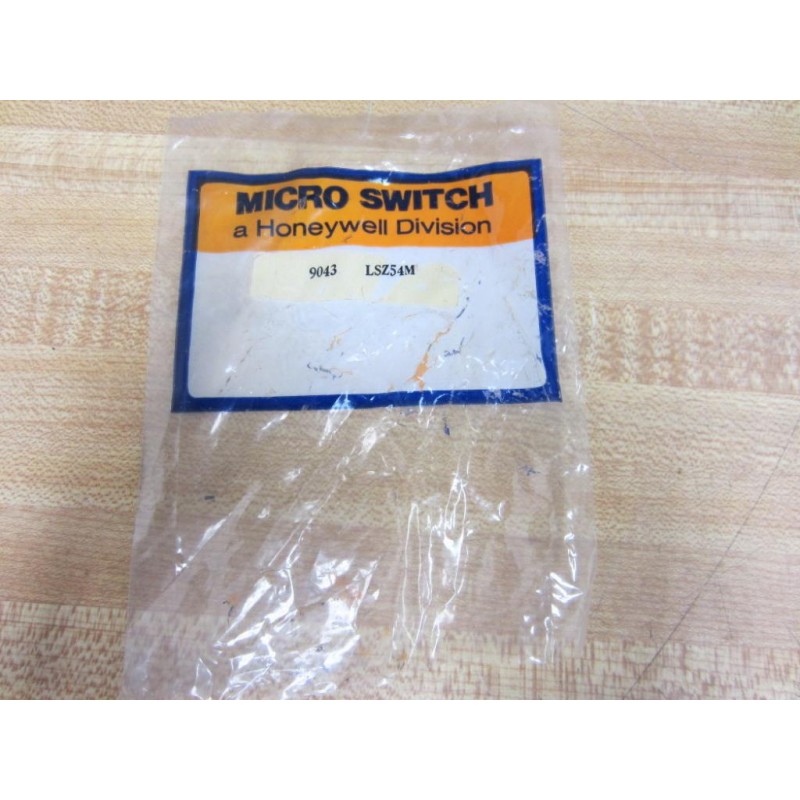 MICRO SWITCH
a Honeywell Division
9043 LSZ54M